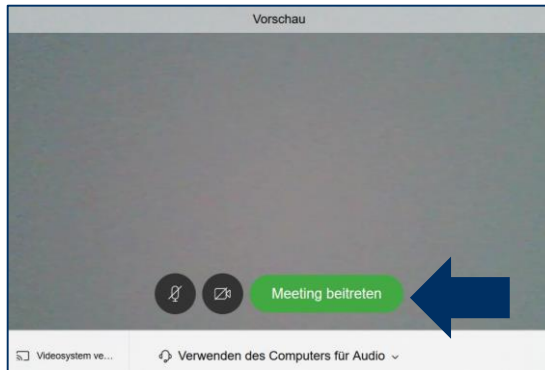 Vorschau
Meeting beitreten
Videosystem ve...
Verwenden des Computers für Audio